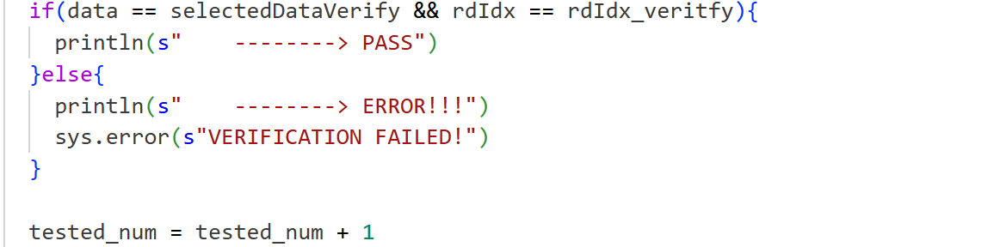 if(data == selectedDataVerify && rdIdx == rdIdx_veritfy){
  println(s"    --------> PASS")
}else{
  println(s"    --------> ERROR!!!")
  sys.error(s"VERIFICATION FAILED!")
}

tested_num = tested_num + 1